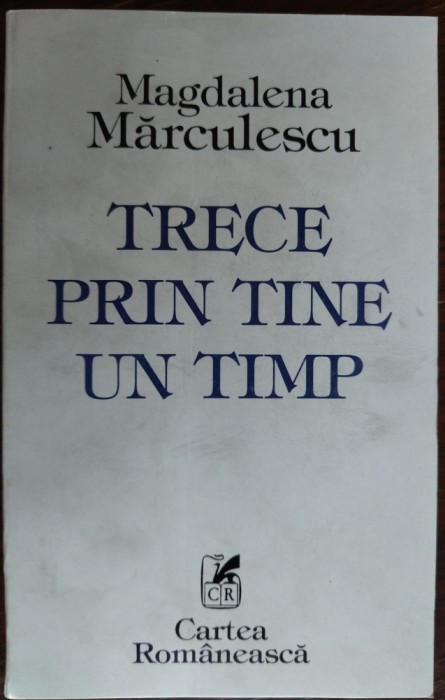 Magdalena
Mărculescu
TRECE
PRIN TINE
UN TIMP
CR
Cartea
Românească